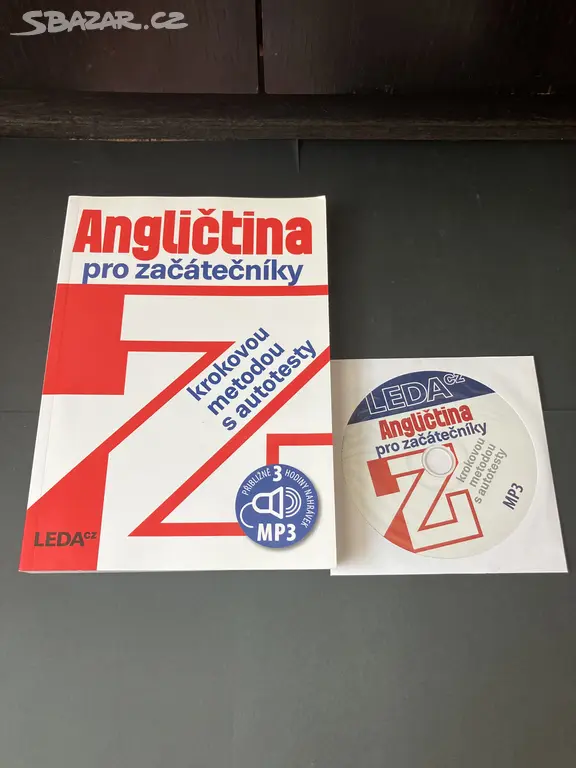 SBAZAR.CZ
Angličtina
pro začátečníky
krokovou
metodou
s autotesty
PŘIBLIŽNĚ 3 HODINY NAHRÁVEK
MP3
LEDA cz
LEDA cz
Angličtina
pro začátečníky
krokovou
metodou
s autotesty
MP3